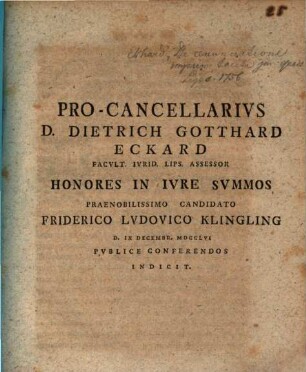 25
PRO-CANCELLARIVS
D. DIETRICH GOTTHARD
ECKARD
FACVLT. IVRID. LIPS. ASSESSOR
HONORES IN IVRE SVMMOS
PRAENOBILISSIMO CANDIDATO
FRIDERICO LVDOVICO KLINGLING
D. IX DECEMBR. MDCCLVI
PVBLICE CONFERENDOS
INDICIT.